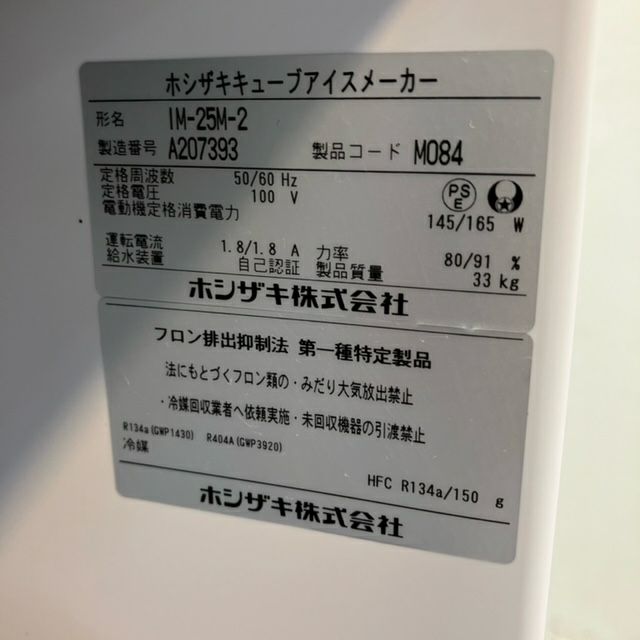 ホシザキキューブアイスメーカー
形名 IM-25M-2
製造番号 A207393 製品コード M084
定格周波数 50/60 Hz
定格電圧 100 V
電動機定格消費電力 145/165 W
PS
E
運転電流 1.8/1.8 A 力率 80/91 %
給水装置 自己認証 製品質量 33 kg
ホシザキ株式会社
フロン排出抑制法 第一種特定製品
法にもとづくフロン類の・みだり大気放出禁止
・冷媒回収業者へ依頼実施・未回収機器の引渡禁止
R134a(GWP1430) R404A(GWP3920)
冷媒 HFC R134a/150 g
ホシザキ株式会社